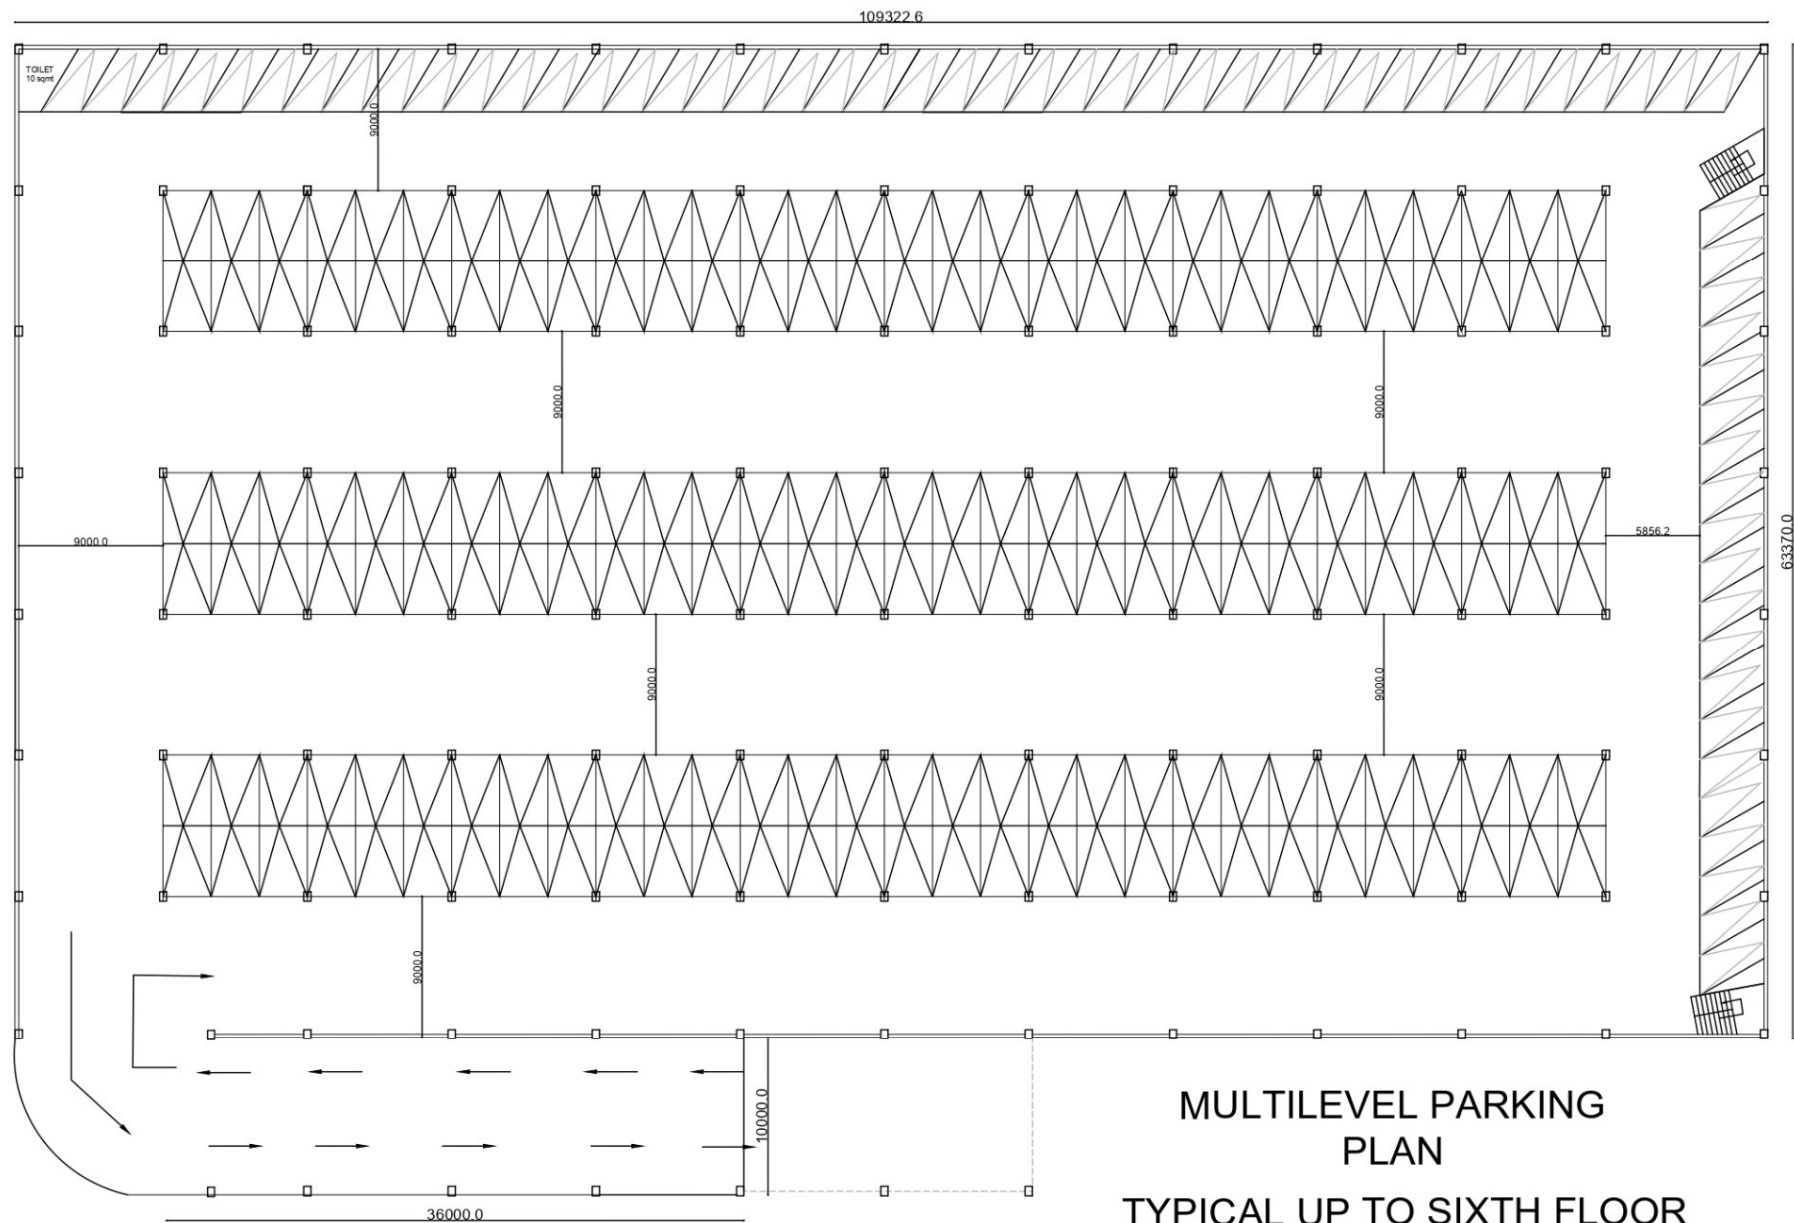 109322.6
TOILET
10 sqmt
9000.0
9000.0
9000.0
9000.0
5856.2
63370.0
9000.0
9000.0
9000.0
10000.0
36000.0
MULTILEVEL PARKING
PLAN
TYPICAL UP TO SIXTH FLOOR